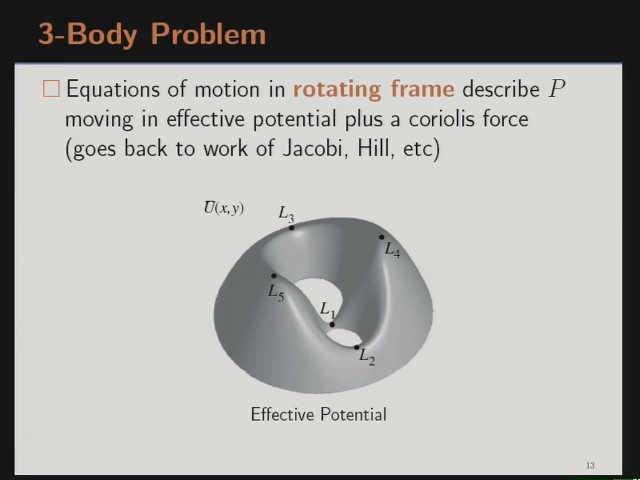 3-Body Problem
Equations of motion in rotating frame describe P
moving in effective potential plus a coriolis force
(goes back to work of Jacobi, Hill, etc)
U̅(x,y)
L₃
L₄
L₅
L₁
L₂
Effective Potential
13